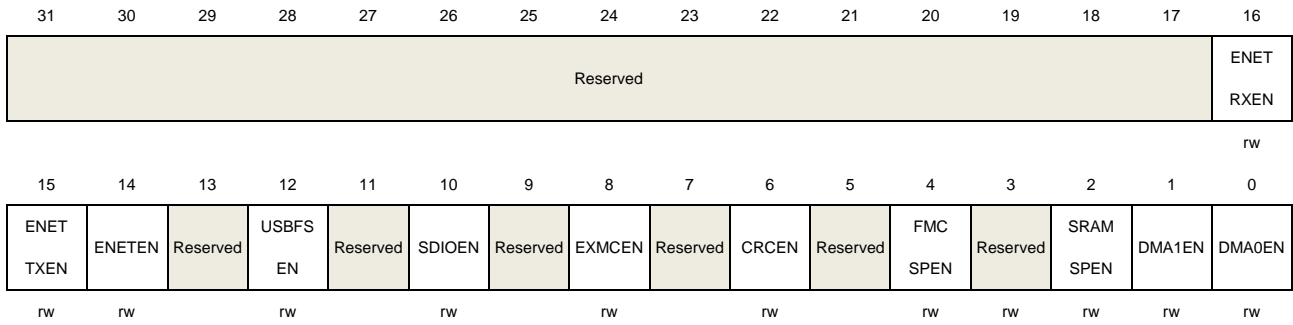 31 30 29 28 27 26 25 24 23 22 21 20 19 18 17 16
Reserved
ENET
RXEN
rw
15 14 13 12 11 10 9 8 7 6 5 4 3 2 1 0
ENET
TXEN
ENETEN
Reserved
USBFS
EN
Reserved
SDIOEN
Reserved
EXMCEN
Reserved
CRCEN
Reserved
FMC
SPEN
Reserved
SRAM
SPEN
DMA1EN
DMA0EN
rw rw rw rw rw rw rw rw rw rw rw